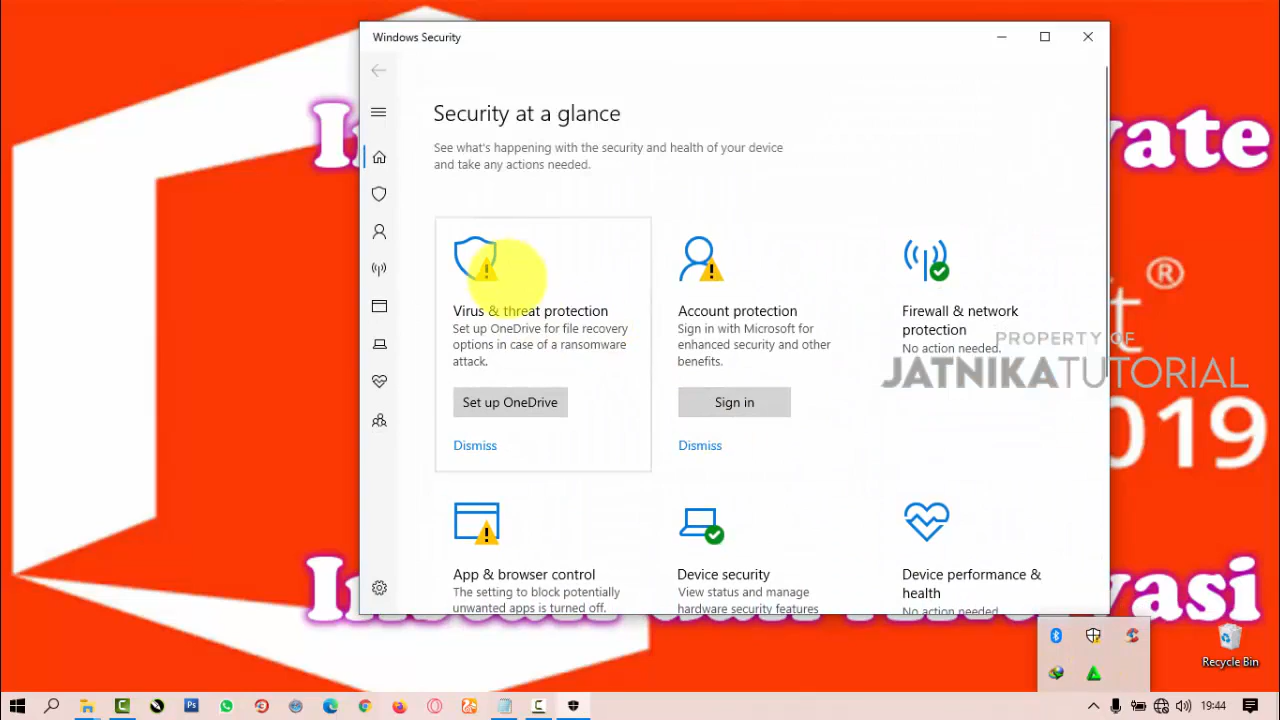 Windows Security
Security at a glance
See what's happening with the security and health of your device
and take any actions needed.
Virus & threat protection
Set up OneDrive for file recovery
options in case of a ransomware
attack.
Set up OneDrive
Dismiss
Account protection
Sign in with Microsoft for
enhanced security and other
benefits.
Sign in
Dismiss
Firewall & network
protection
No action needed.
PROPERTY OF
JATNIKATUTORIAL
®
2019
App & browser control
The setting to block potentially
unwanted apps is turned off.
Device security
View status and manage
hardware security features
Device performance &
health
No action needed.
Recycle Bin
19:44